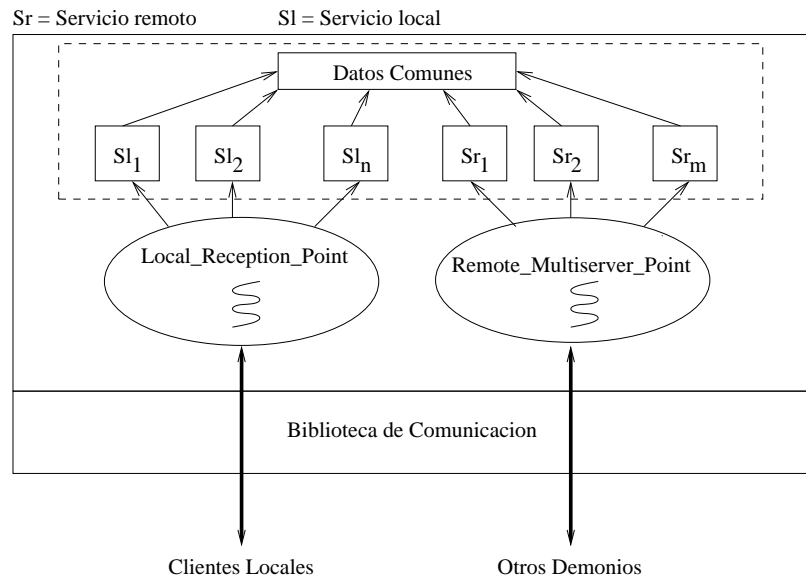 Sr = Servicio remoto Sl = Servicio local
Datos Comunes
Sl1 Sl2 Sln Sr1 Sr2 Srm
Local_Reception_Point
Remote_Multiserver_Point
Biblioteca de Comunicacion
Clientes Locales Otros Demonios